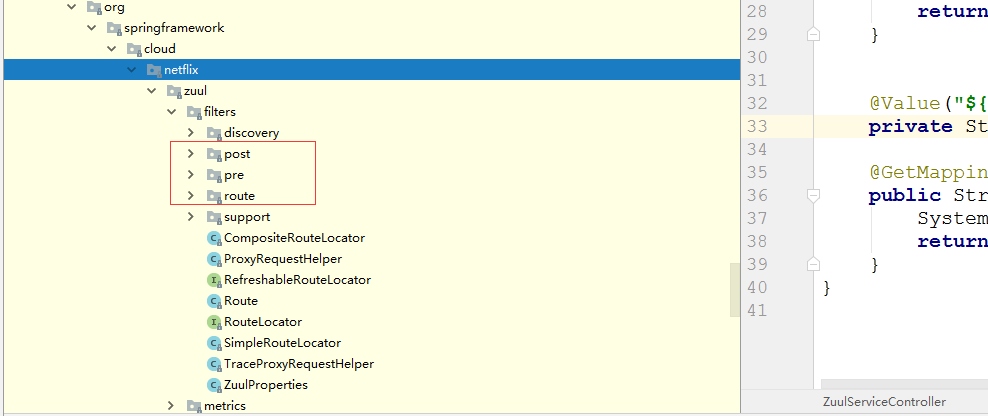 org
springframework
cloud
netflix
zuul
filters
discovery
post
pre
route
support
CompositeRouteLocator
ProxyRequestHelper
RefreshableRouteLocator
Route
RouteLocator
SimpleRouteLocator
TraceProxyRequestHelper
ZuulProperties
metrics
28 return
29 }
30
31
32 @Value("${
33 private St
34
35 @GetMappin
36 public Str
37 System
38 return
39 }
40 }
41
ZuulServiceController